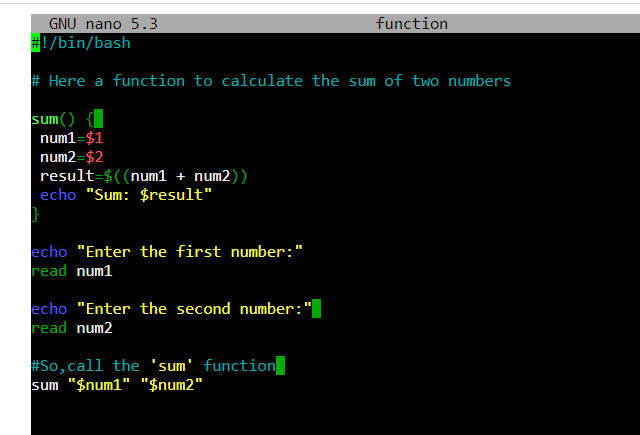 GNU nano 5.3 function
#!/bin/bash
# Here a function to calculate the sum of two numbers
sum() {
num1=$1
num2=$2
result=$((num1 + num2))
echo "Sum: $result"
}
echo "Enter the first number:"
read num1
echo "Enter the second number:"
read num2
#So,call the 'sum' function
sum "$num1" "$num2"